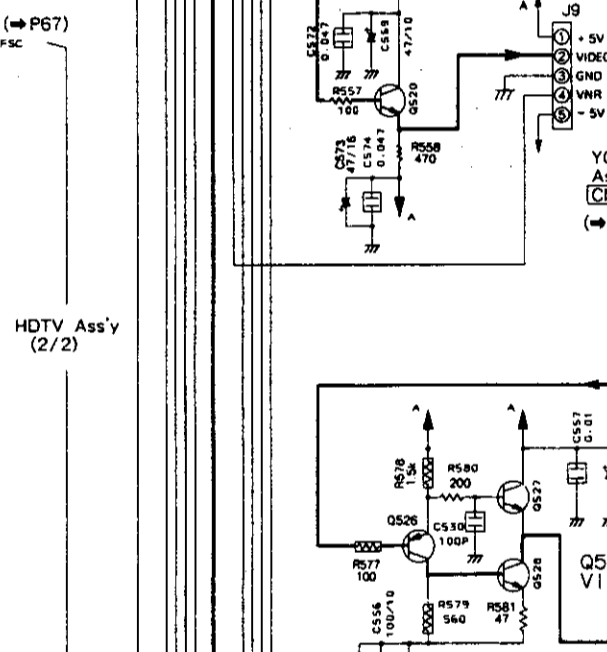 (➡P67)
FSC
HDTV Ass'y
(2/2)
C572
0.047
C569
47/10
R557
100
Q520
C573
47/16
C574
0.047
R558
470
A
A
J9
1
+ 5V
2
VIDEO
3
GND
4
VNR
5
- 5V
(➡
A
A
R578
1.5k
R580
200
Q527
C557
0.01
Q526
C530
100P
R577
100
Q528
C556
100/10
R579
560
R581
47
Q5
VI